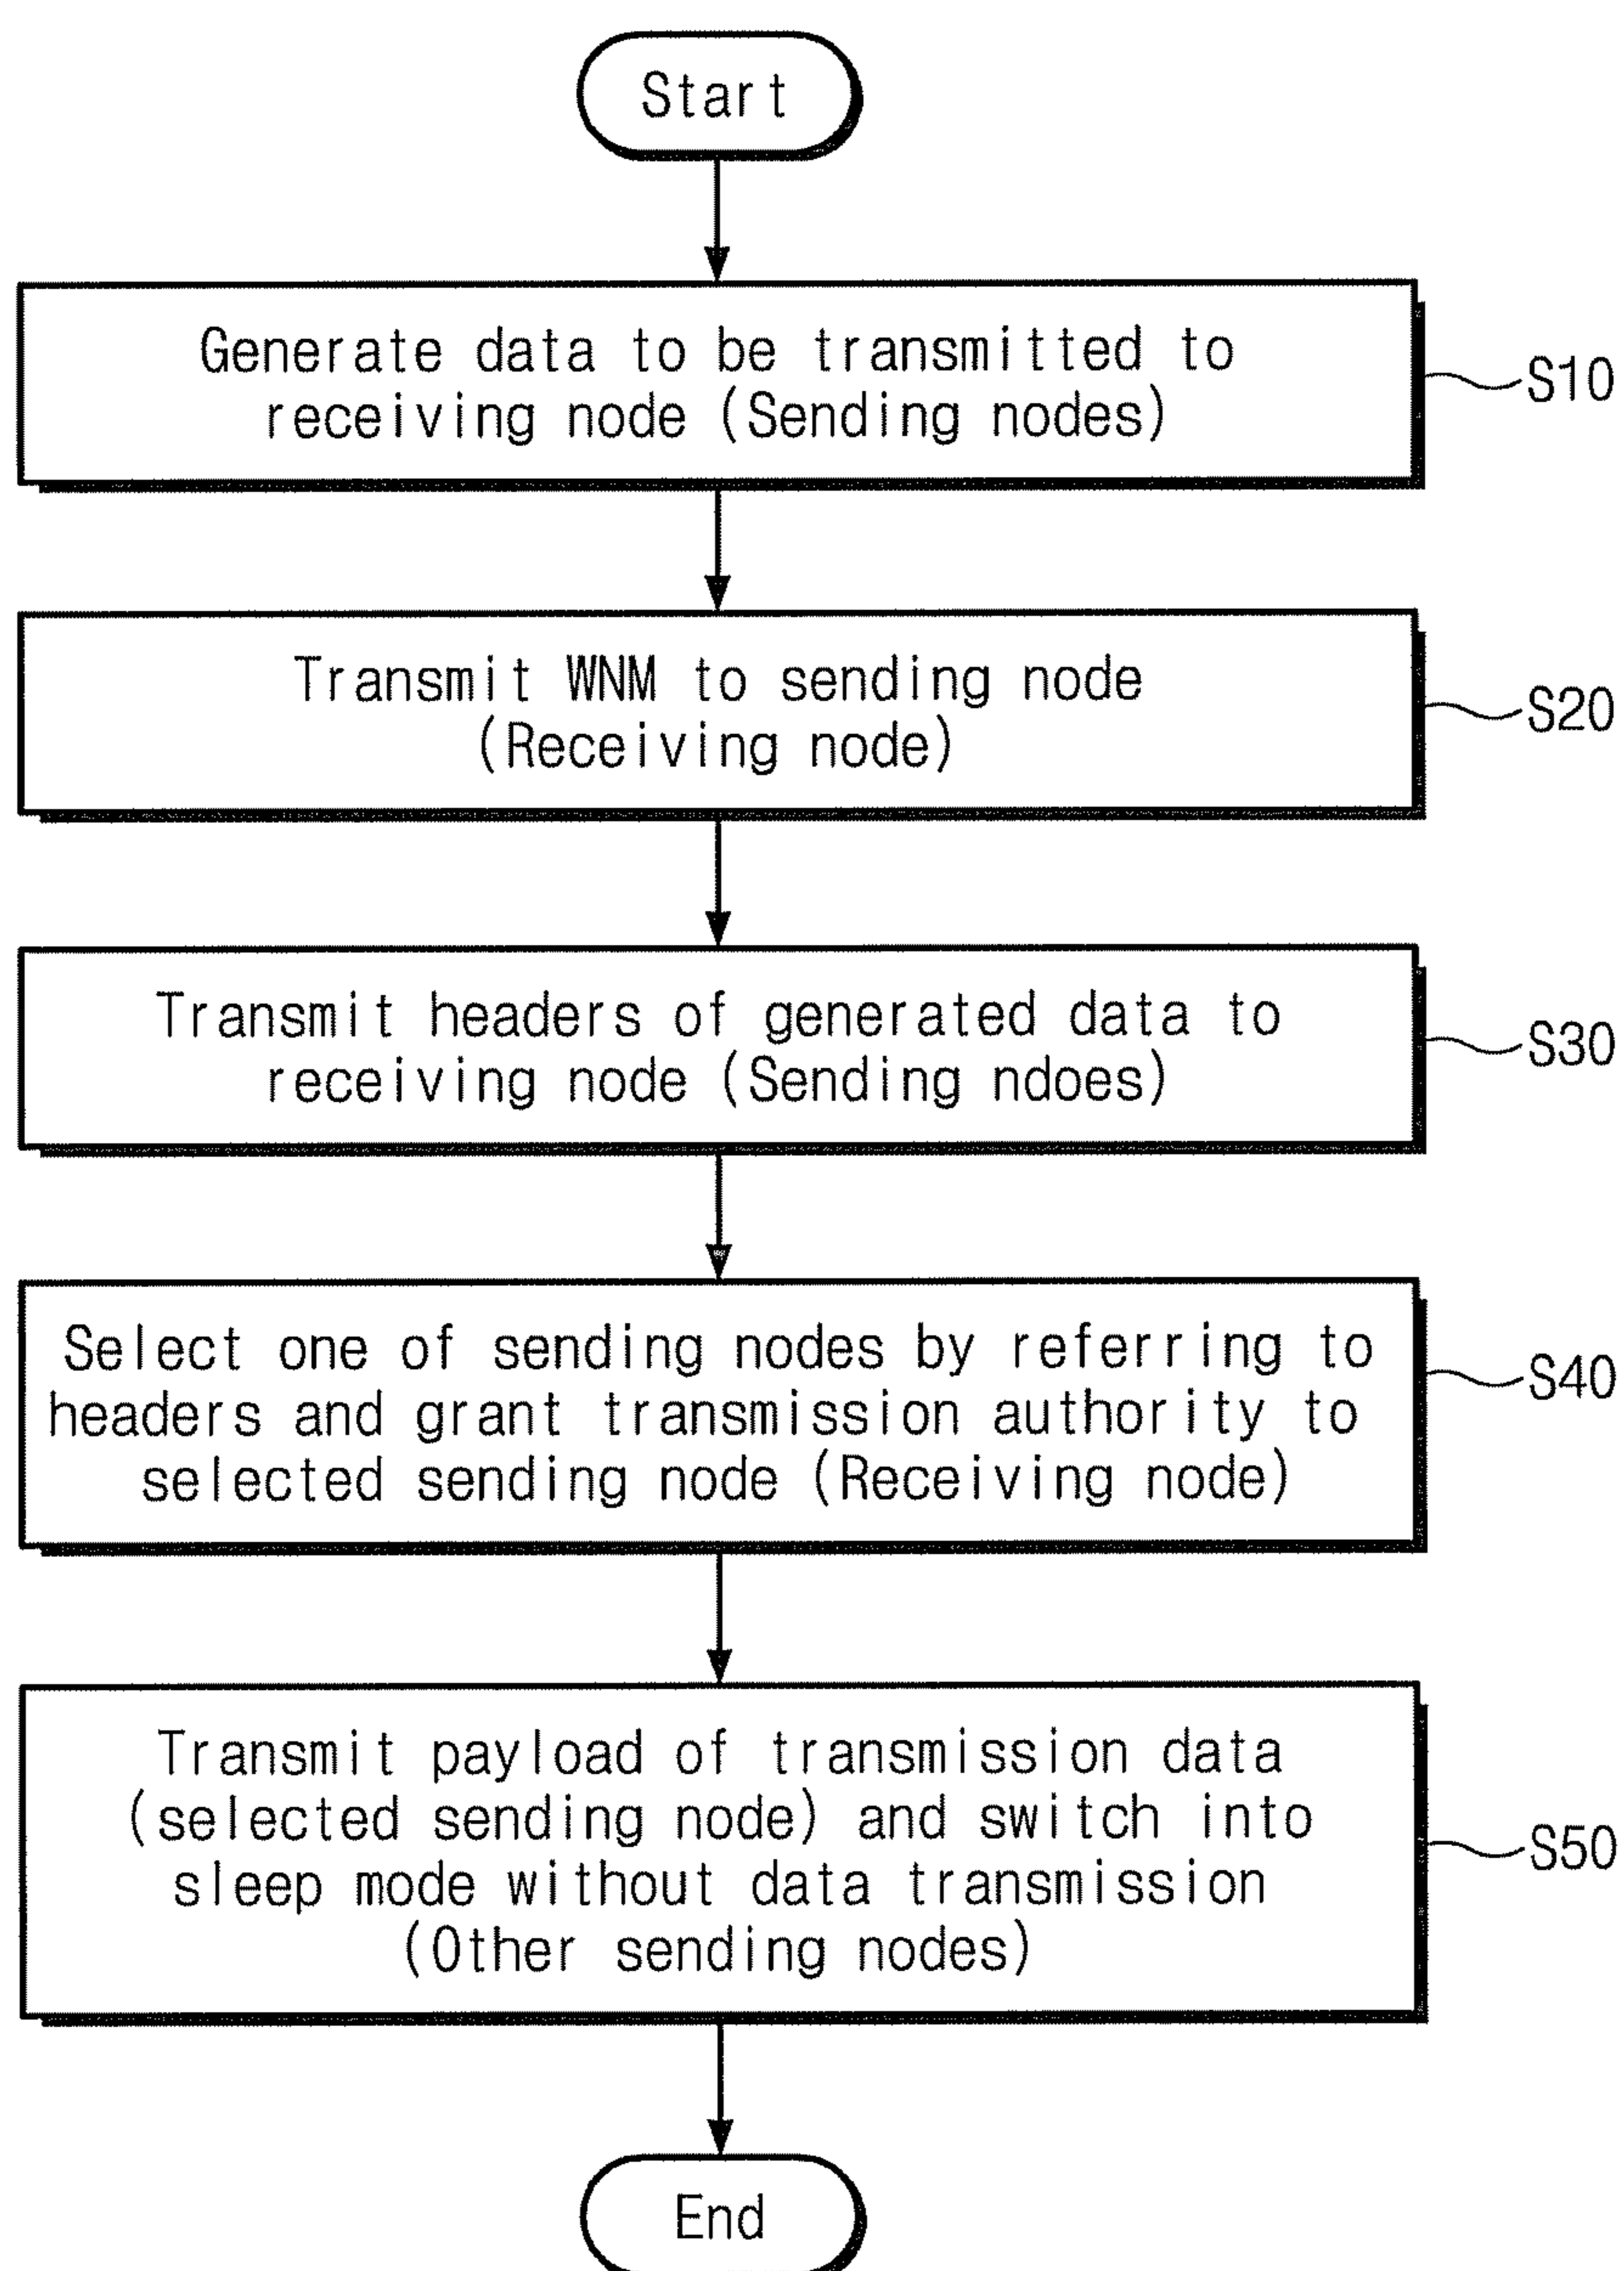 Start
Generate data to be transmitted to
receiving node (Sending nodes)
S10
Transmit WNM to sending node
(Receiving node)
S20
Transmit headers of generated data to
receiving node (Sending ndoes)
S30
Select one of sending nodes by referring to
headers and grant transmission authority to
selected sending node (Receiving node)
S40
Transmit payload of transmission data
(selected sending node) and switch into
sleep mode without data transmission
(Other sending nodes)
S50
End